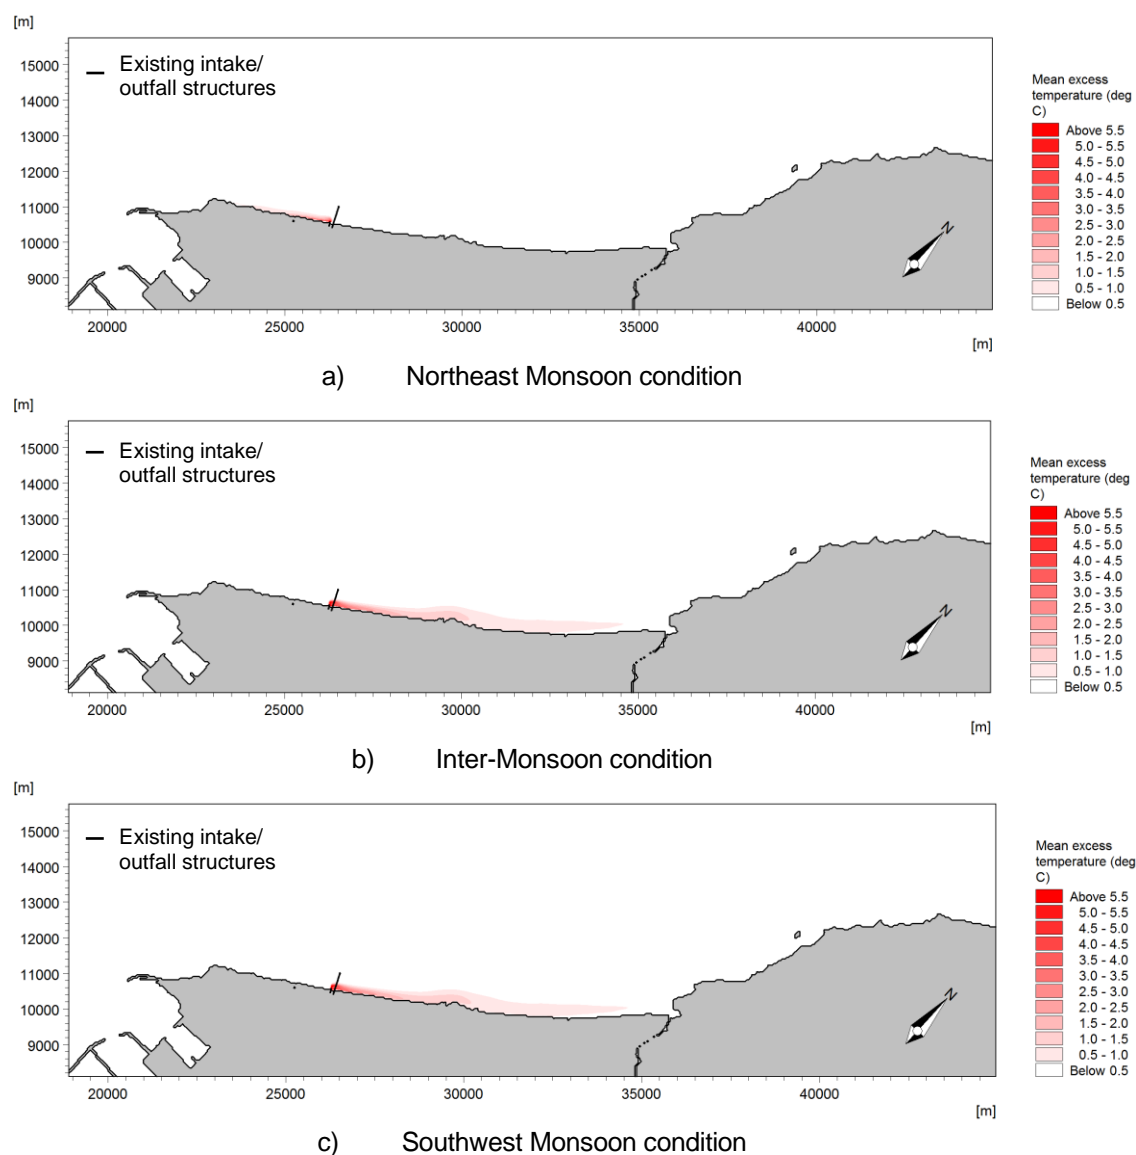 [m]
Existing intake/
outfall structures
15000
14000
13000
12000
11000
10000
9000
20000 25000 30000 35000 40000
[m]
Mean excess
temperature (deg
C)
Above 5.5
5.0 - 5.5
4.5 - 5.0
4.0 - 4.5
3.5 - 4.0
3.0 - 3.5
2.5 - 3.0
2.0 - 2.5
1.5 - 2.0
1.0 - 1.5
0.5 - 1.0
Below 0.5
N
a) Northeast Monsoon condition
[m]
Existing intake/
outfall structures
15000
14000
13000
12000
11000
10000
9000
20000 25000 30000 35000 40000
[m]
Mean excess
temperature (deg
C)
Above 5.5
5.0 - 5.5
4.5 - 5.0
4.0 - 4.5
3.5 - 4.0
3.0 - 3.5
2.5 - 3.0
2.0 - 2.5
1.5 - 2.0
1.0 - 1.5
0.5 - 1.0
Below 0.5
N
b) Inter-Monsoon condition
[m]
Existing intake/
outfall structures
15000
14000
13000
12000
11000
10000
9000
20000 25000 30000 35000 40000
[m]
Mean excess
temperature (deg
C)
Above 5.5
5.0 - 5.5
4.5 - 5.0
4.0 - 4.5
3.5 - 4.0
3.0 - 3.5
2.5 - 3.0
2.0 - 2.5
1.5 - 2.0
1.0 - 1.5
0.5 - 1.0
Below 0.5
N
c) Southwest Monsoon condition